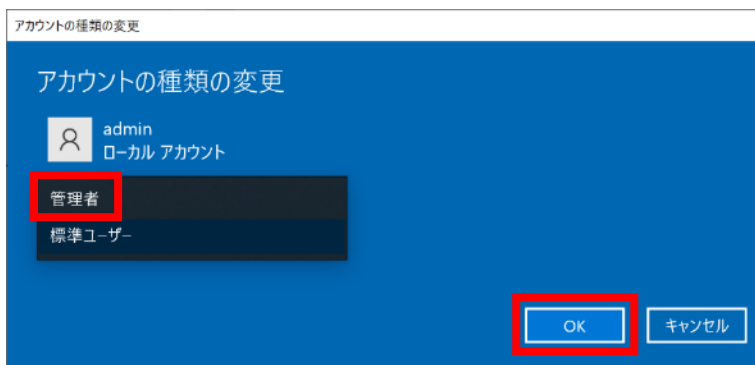 アカウントの種類の変更
アカウントの種類の変更
admin
ローカル アカウント
管理者
標準ユーザー
OK
キャンセル